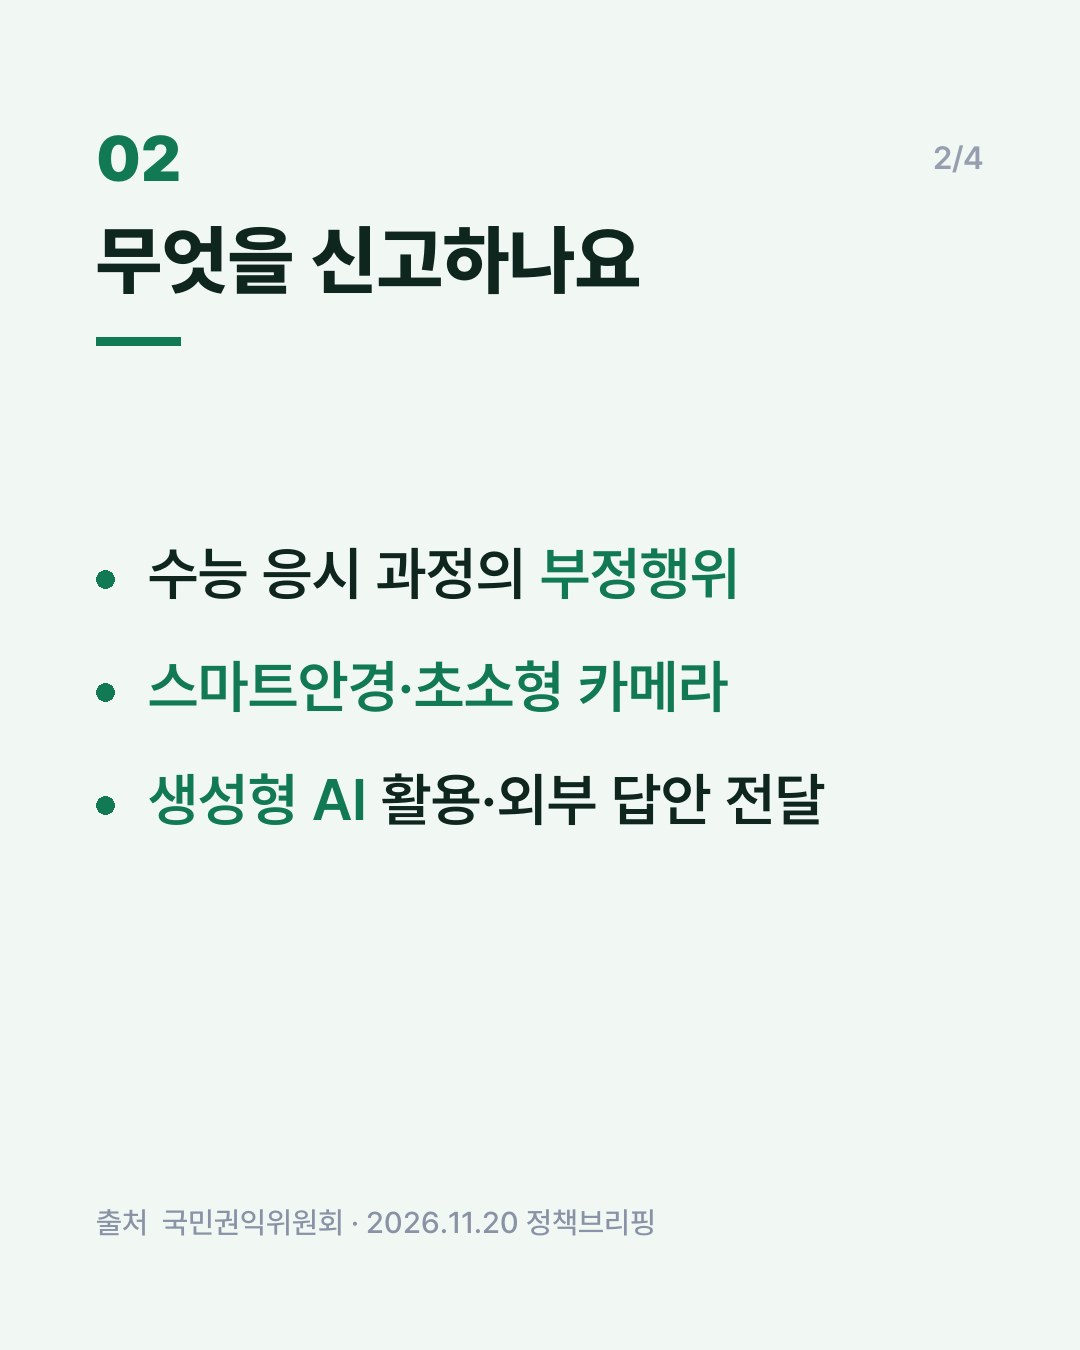 02
2/4
무엇을 신고하나요
• 수능 응시 과정의 부정행위
• 스마트안경·초소형 카메라
• 생성형 AI 활용·외부 답안 전달
출처 국민권익위원회 · 2026.11.20 정책브리핑